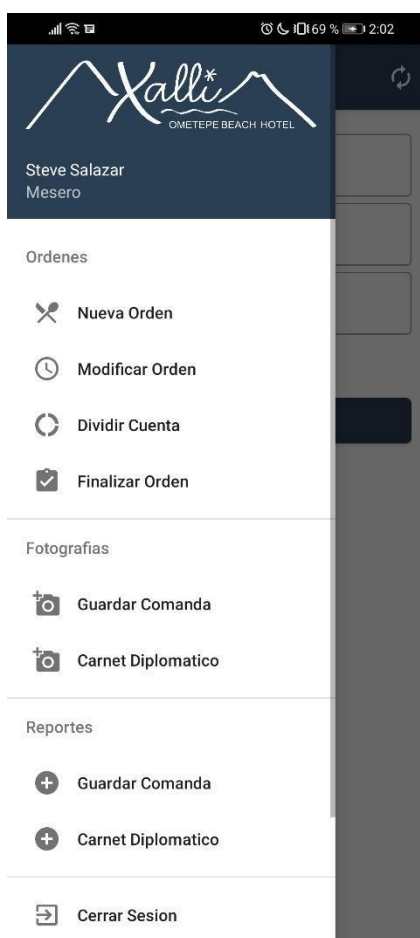 69 % 2:02
Xalli
OMETEPE BEACH HOTEL
Steve Salazar
Mesero
Ordenes
Nueva Orden
Modificar Orden
Dividir Cuenta
Finalizar Orden
Fotografias
Guardar Comanda
Carnet Diplomatico
Reportes
Guardar Comanda
Carnet Diplomatico
Cerrar Sesion